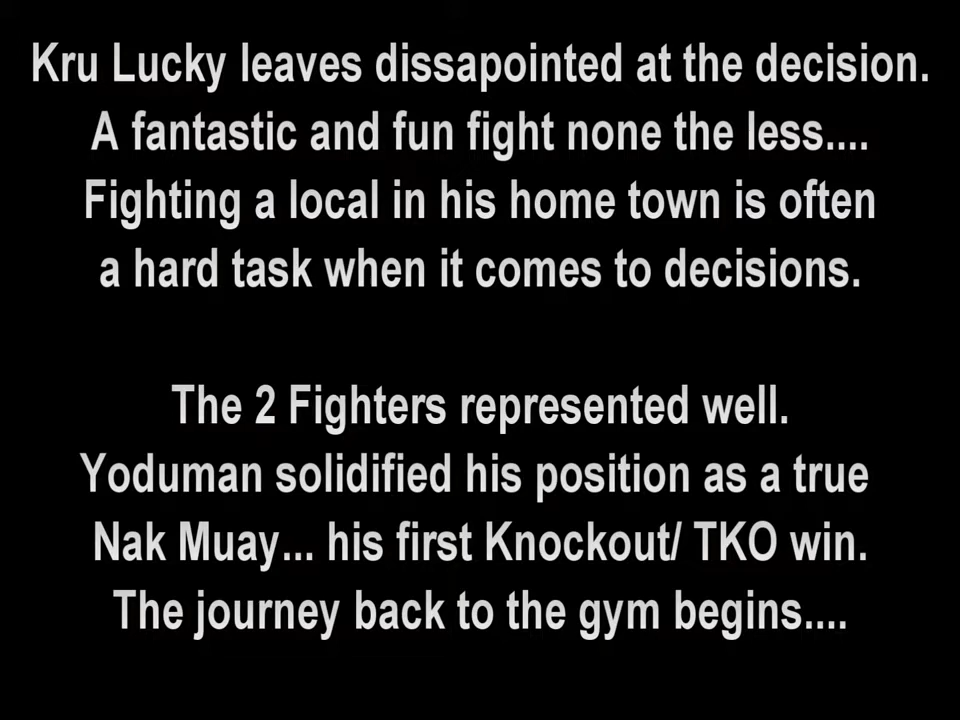 Kru Lucky leaves dissapointed at the decision.
A fantastic and fun fight none the less....
Fighting a local in his home town is often
a hard task when it comes to decisions.
The 2 Fighters represented well.
Yoduman solidified his position as a true
Nak Muay... his first Knockout/ TKO win.
The journey back to the gym begins....